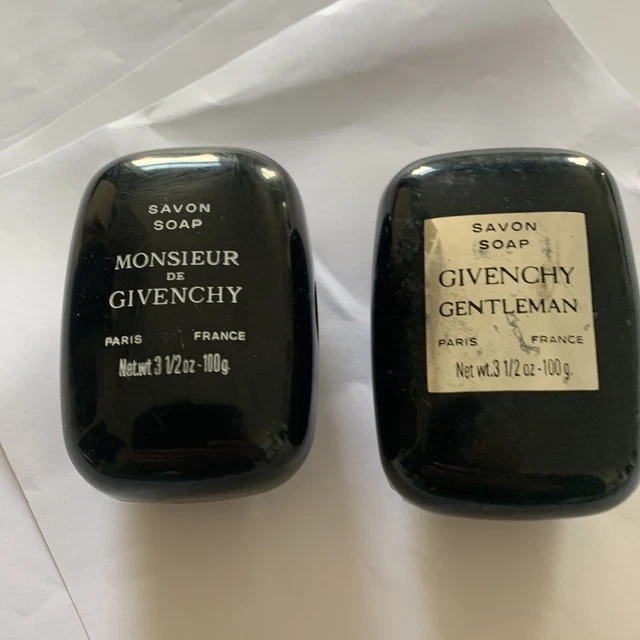 SAVON
SOAP
MONSIEUR
DE
GIVENCHY
PARIS FRANCE
Net.wt 3 1/2 oz - 100g.
SAVON
SOAP
GIVENCHY
GENTLEMAN
PARIS FRANCE
Net wt.3 1/2 oz - 100 g.